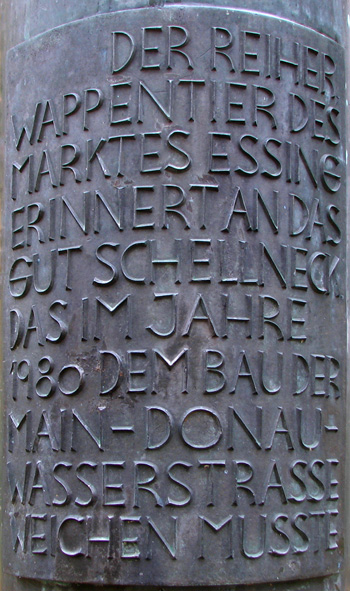 DER REIHER
WAPPENTIER DES
MARKTES ESSING
ERINNERT AN DAS
GUT SCHELLNECK
DAS IM JAHRE
1980 DEM BAU DER
MAIN-DONAU-
WASSERSTRASSE
WEICHEN MUSSTE